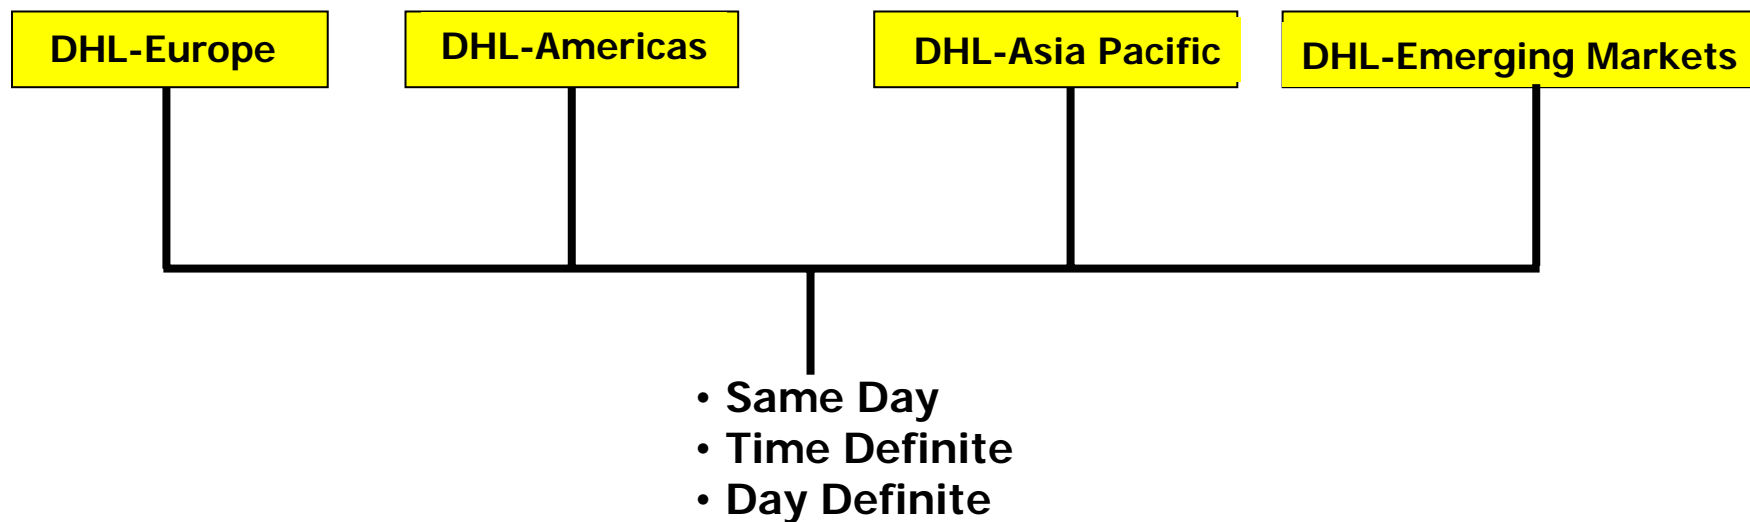 DHL-Europe
DHL-Americas
DHL-Asia Pacific
DHL-Emerging Markets
• Same Day
• Time Definite
• Day Definite